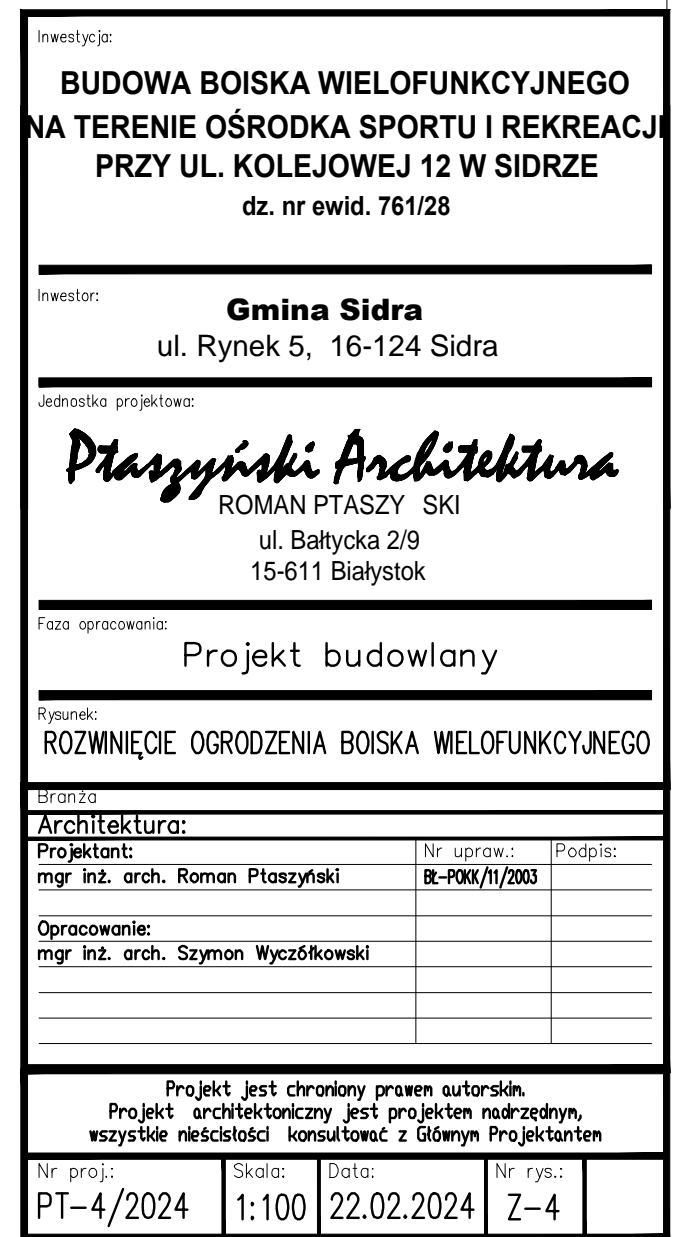 Inwestycja:
BUDOWA BOISKA WIELOFUNKCYJNEGO
NA TERENIE OŚRODKA SPORTU I REKREACJI
PRZY UL. KOLEJOWEJ 12 W SIDRZE
dz. nr ewid. 761/28
Inwestor:
Gmina Sidra
ul. Rynek 5, 16-124 Sidra
Jednostka projektowa:
Ptaszyński Architektura
ROMAN PTASZY SKI
ul. Bałtycka 2/9
15-611 Białystok
Faza opracowania:
Projekt budowlany
Rysunek:
ROZWINIĘCIE OGRODZENIA BOISKA WIELOFUNKCYJNEGO
Branża
Architektura:
Projektant: Nr upraw.: Podpis:
mgr inż. arch. Roman Ptaszyński BŁ-POKK/11/2003
Opracowanie:
mgr inż. arch. Szymon Wyczółkowski
Projekt jest chroniony prawem autorskim.
Projekt architektoniczny jest projektem nadrzędnym,
wszystkie nieścisłości konsultować z Głównym Projektantem
Nr proj.: Skala: Data: Nr rys.:
PT-4/2024 1:100 22.02.2024 Z-4